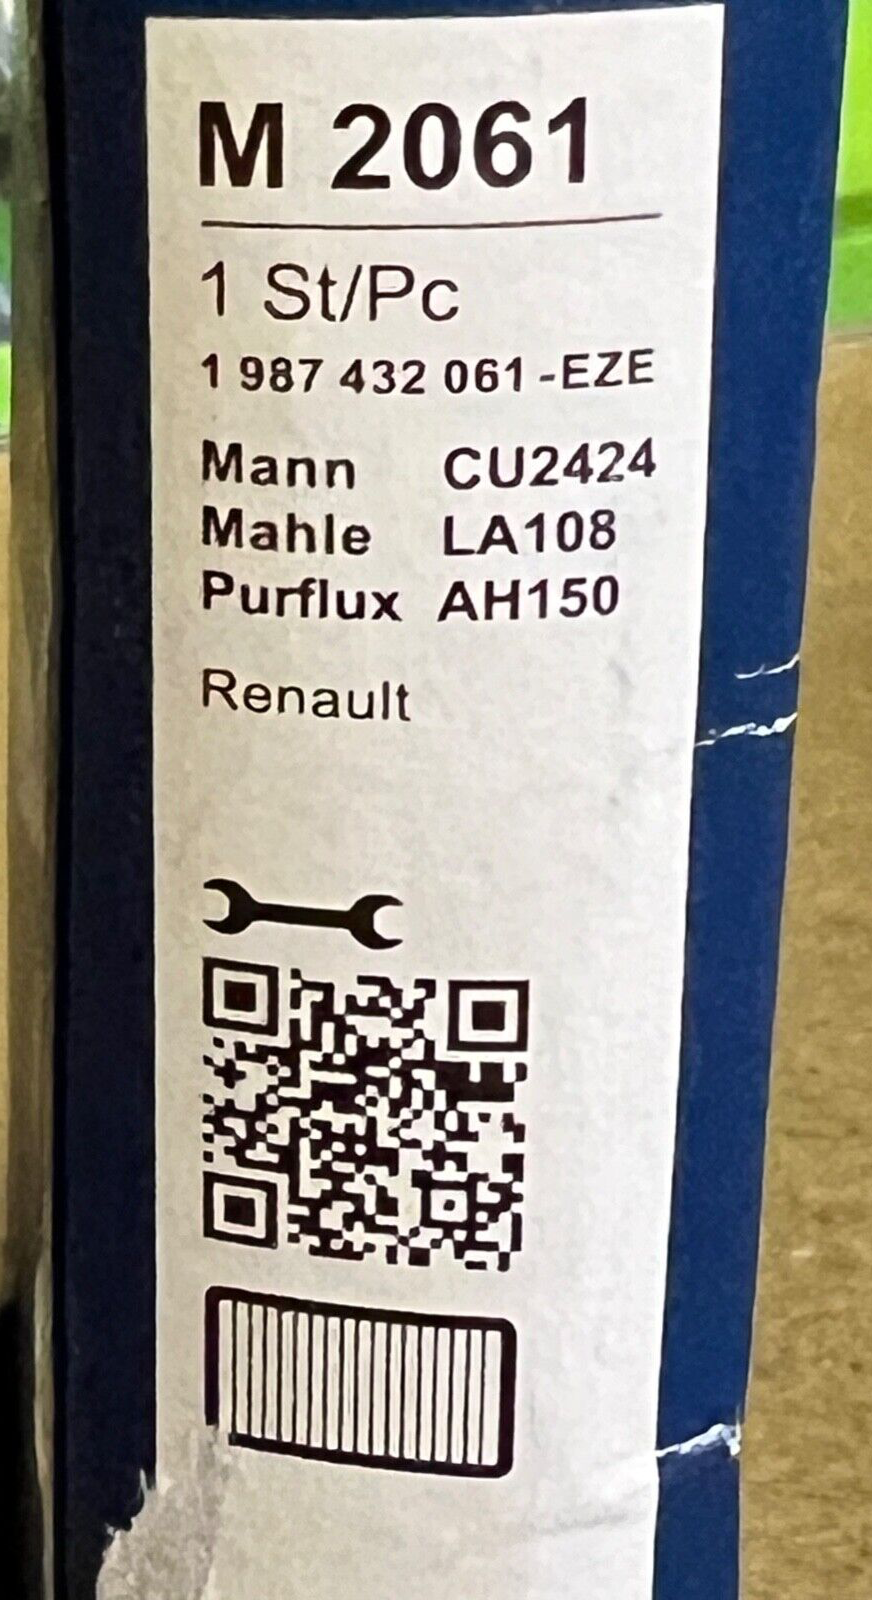 M 2061
1 St/Pc
1 987 432 061 -EZE
Mann CU2424
Mahle LA108
Purflux AH150
Renault